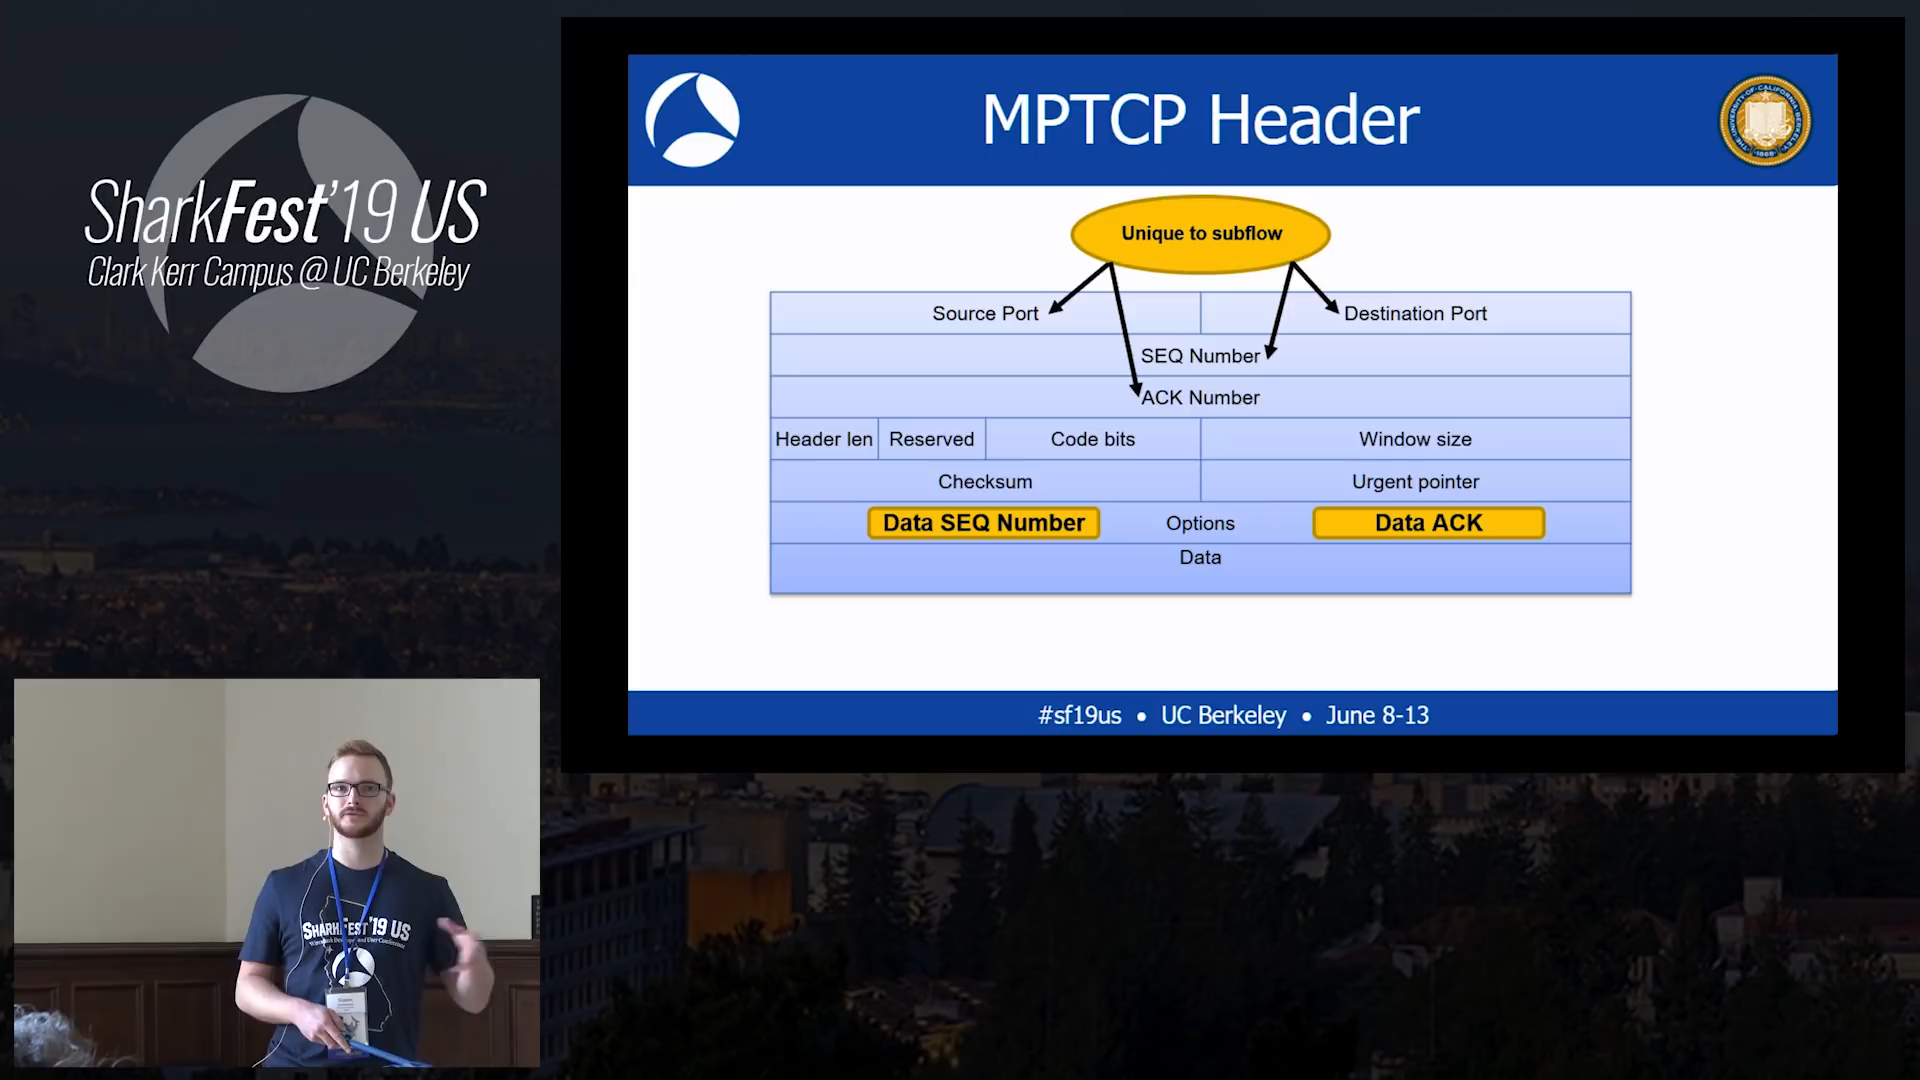 SharkFest'19 US
Clark Kerr Campus @ UC Berkeley
MPTCP Header
Unique to subflow
Source Port
Destination Port
SEQ Number
ACK Number
Header len
Reserved
Code bits
Window size
Checksum
Urgent pointer
Data SEQ Number
Options
Data ACK
Data
#sf19us • UC Berkeley • June 8-13
SHARKFEST'19 US